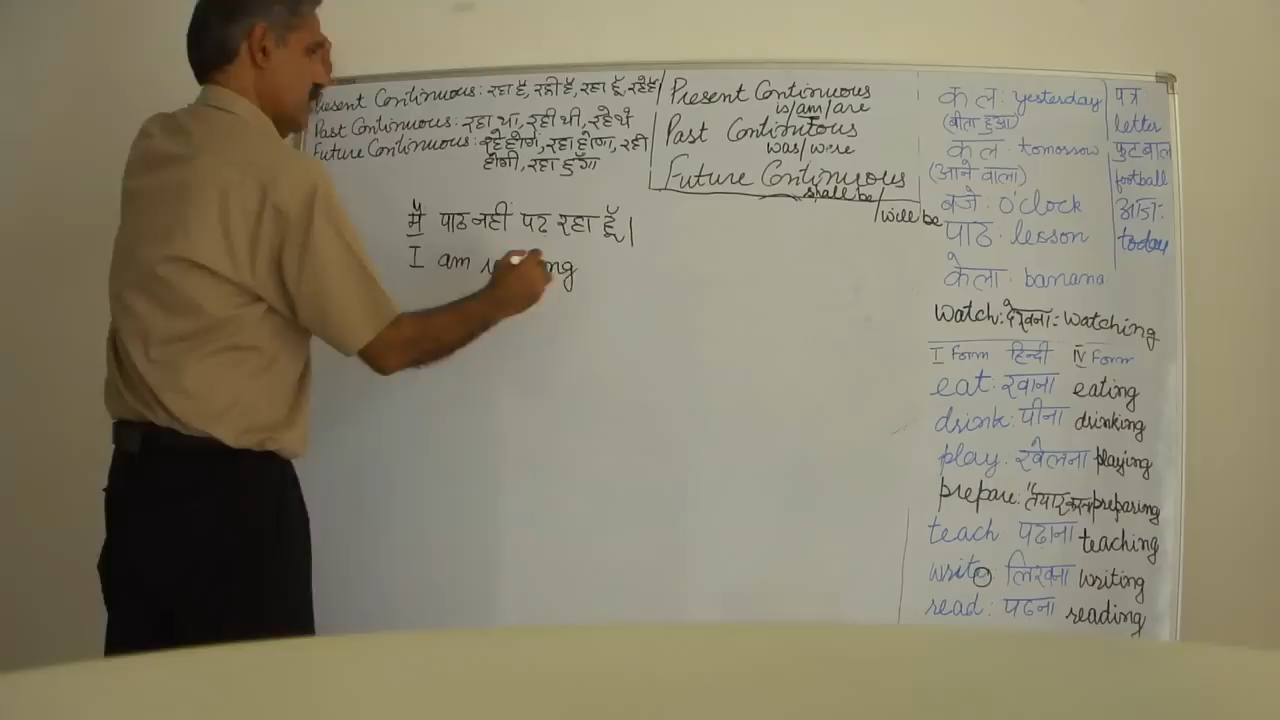 Present Continuous: रहा है, रही है, रहा हूँ, रहे हैं
Past Continuous: रहा था, रही थी, रहे थे
Future Continuous: रहे होंगे, रहा होगा, रही
होगी, रहा हुँगा
Present Continuous
is/am/are
Past Continutous
was/were
Future Continuous
shall be/
will be
मैं पाठ नहीं पढ रहा हूँ।
I am
कल: yesterday
(बीता हुआ)
कल: tomorrow
(आने वाला)
बजे: o'clock
पाठ: lesson
केला: banana
पत्र
letter
फुटबाल
football
आज:
today
watch: देखना: watching
I Form हिन्दी IV Form
eat: खाना eating
drink: पीना drinking
play: खेलना playing
prepare: तैयार करना preparing
teach पढाना teaching
write: लिखना writing
read: पढना reading